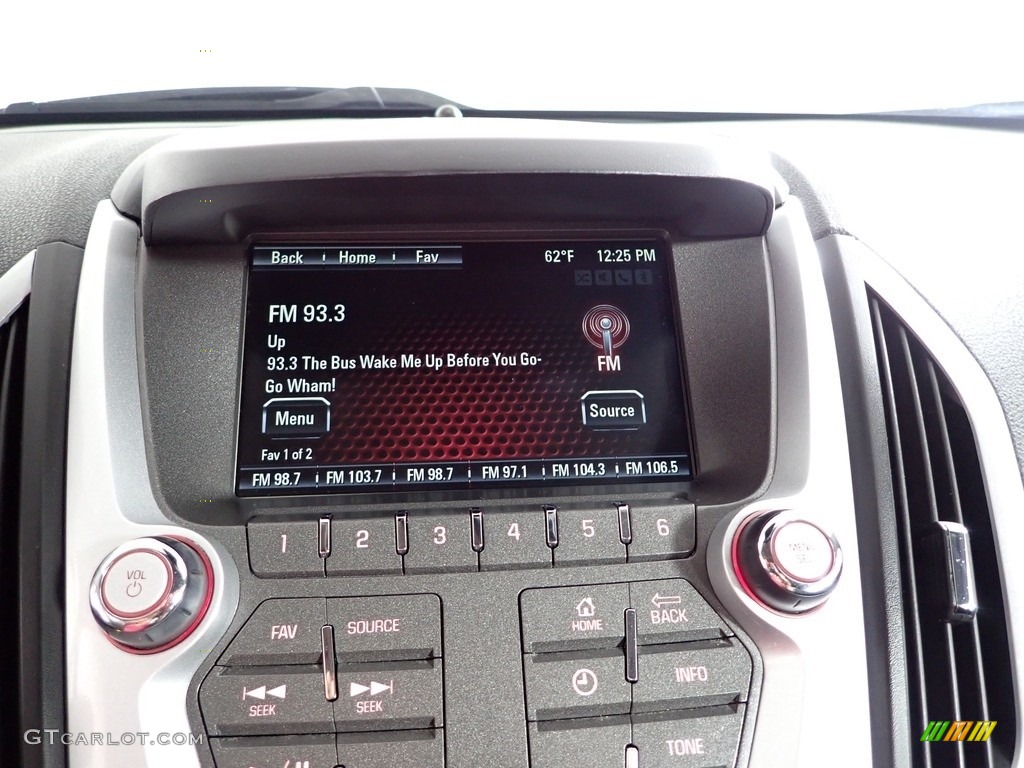 Back Home Fav 62°F 12:25 PM
FM 93.3
Up
93.3 The Bus Wake Me Up Before You Go-
Go Wham!
FM
Menu
Source
Fav 1 of 2
FM 98.7 FM 103.7 FM 98.7 FM 97.1 FM 104.3 FM 106.5
1 2 3 4 5 6
VOL
MENU
SEL
FAV SOURCE
HOME BACK
SEEK SEEK
INFO
TONE
GTCARLOT.COM